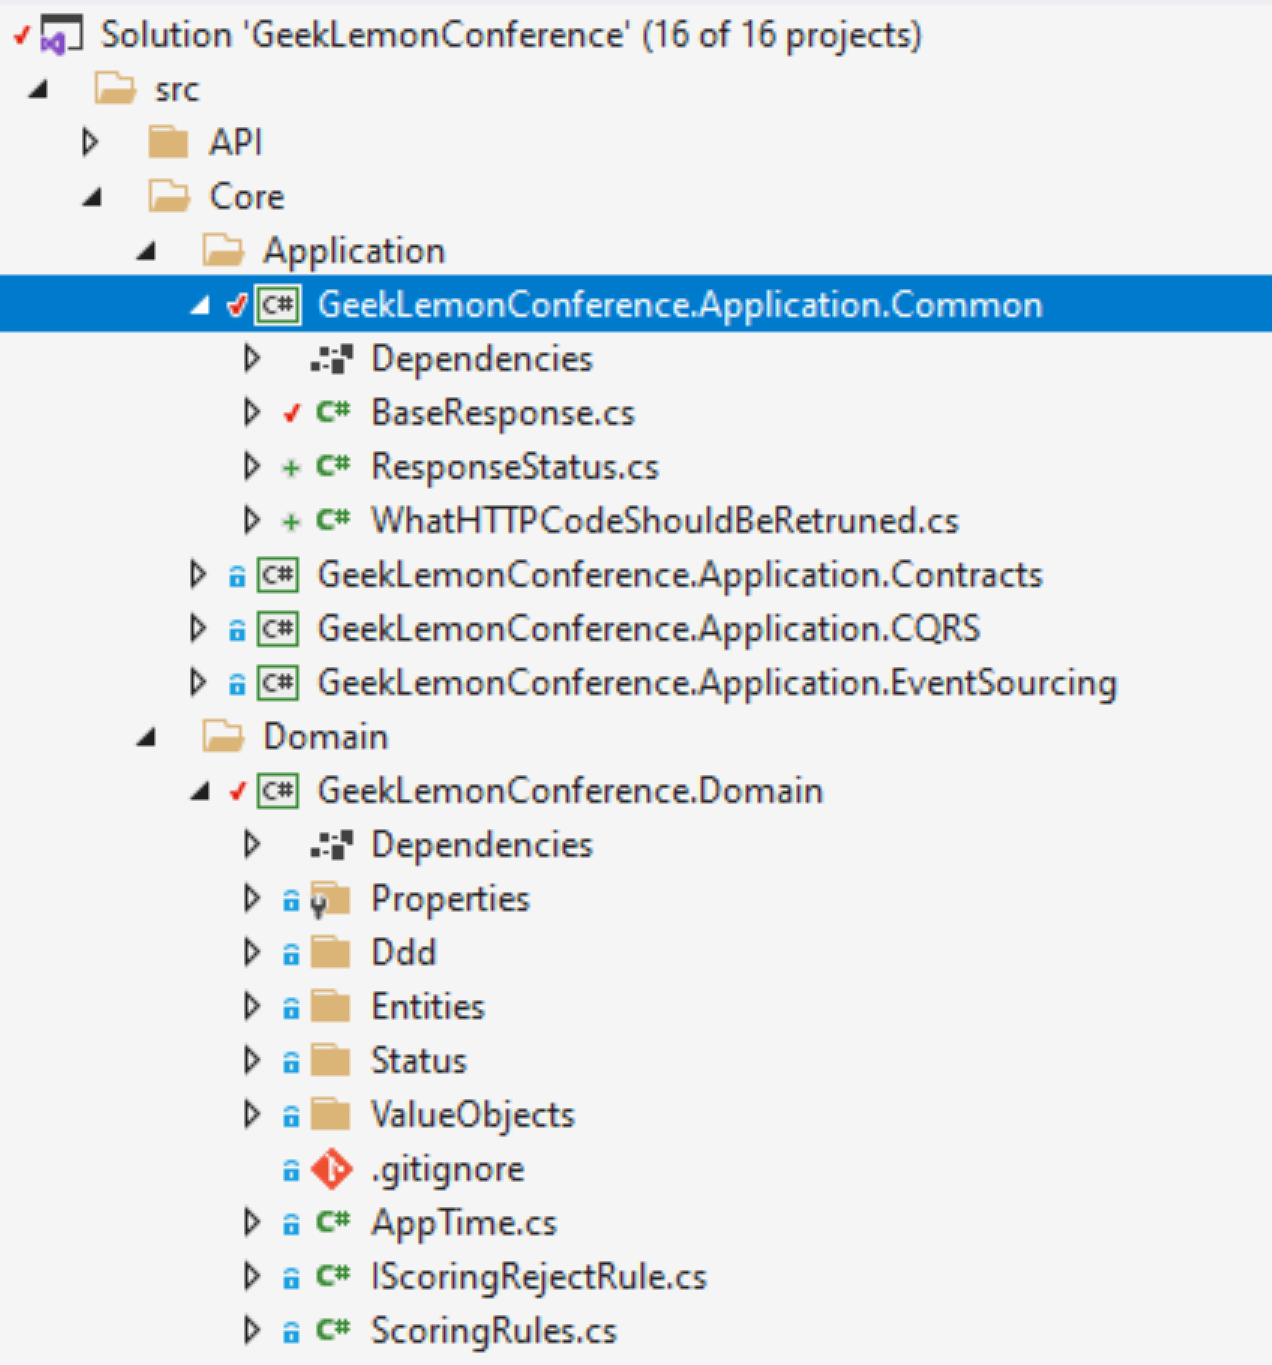 Solution 'GeekLemonConference' (16 of 16 projects)
src
API
Core
Application
C# GeekLemonConference.Application.Common
Dependencies
C# BaseResponse.cs
C# ResponseStatus.cs
C# WhatHTTPCodeShouldBeRetruned.cs
C# GeekLemonConference.Application.Contracts
C# GeekLemonConference.Application.CQRS
C# GeekLemonConference.Application.EventSourcing
Domain
C# GeekLemonConference.Domain
Dependencies
Properties
Ddd
Entities
Status
ValueObjects
.gitignore
C# AppTime.cs
C# IScoringRejectRule.cs
C# ScoringRules.cs